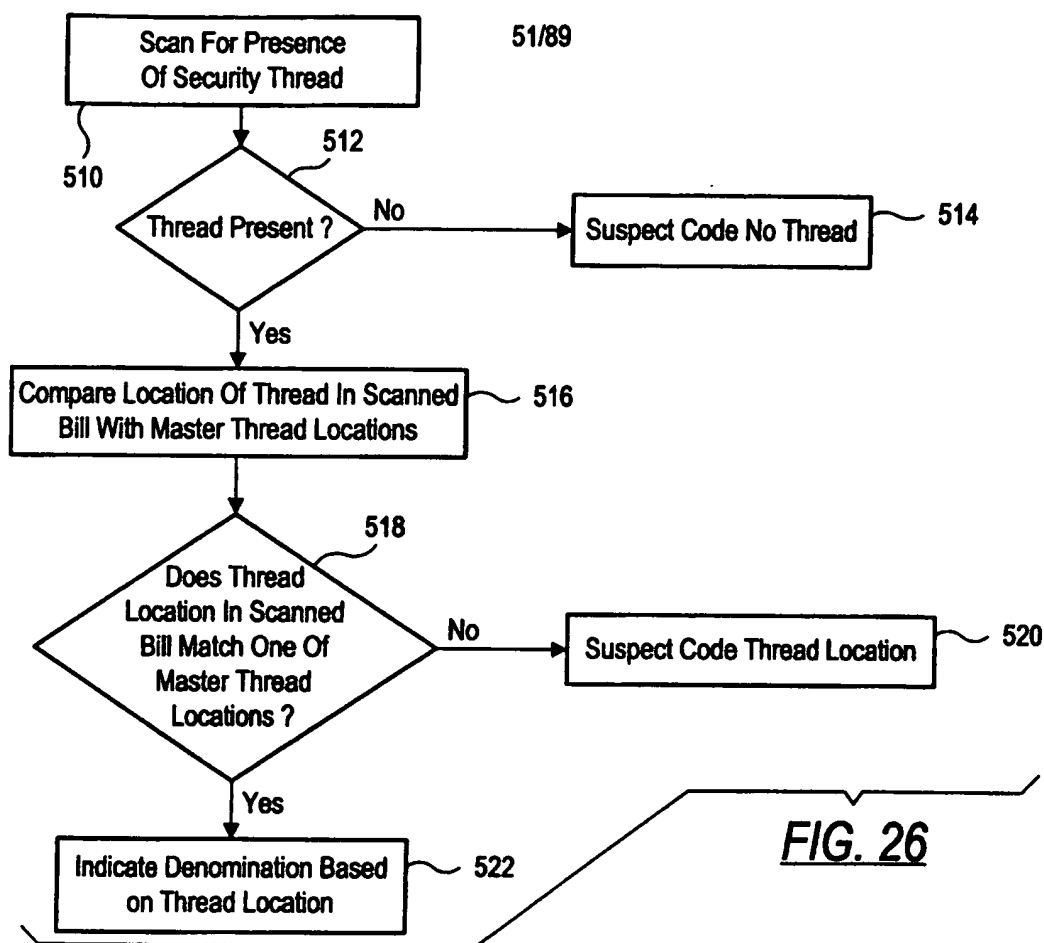 51/89
Scan For Presence
Of Security Thread
510
512
Thread Present ?
No
Suspect Code No Thread
514
Yes
Compare Location Of Thread In Scanned
Bill With Master Thread Locations
516
518
Does Thread
Location In Scanned
Bill Match One Of
Master Thread
Locations ?
No
Suspect Code Thread Location
520
Yes
Indicate Denomination Based
on Thread Location
522
FIG. 26